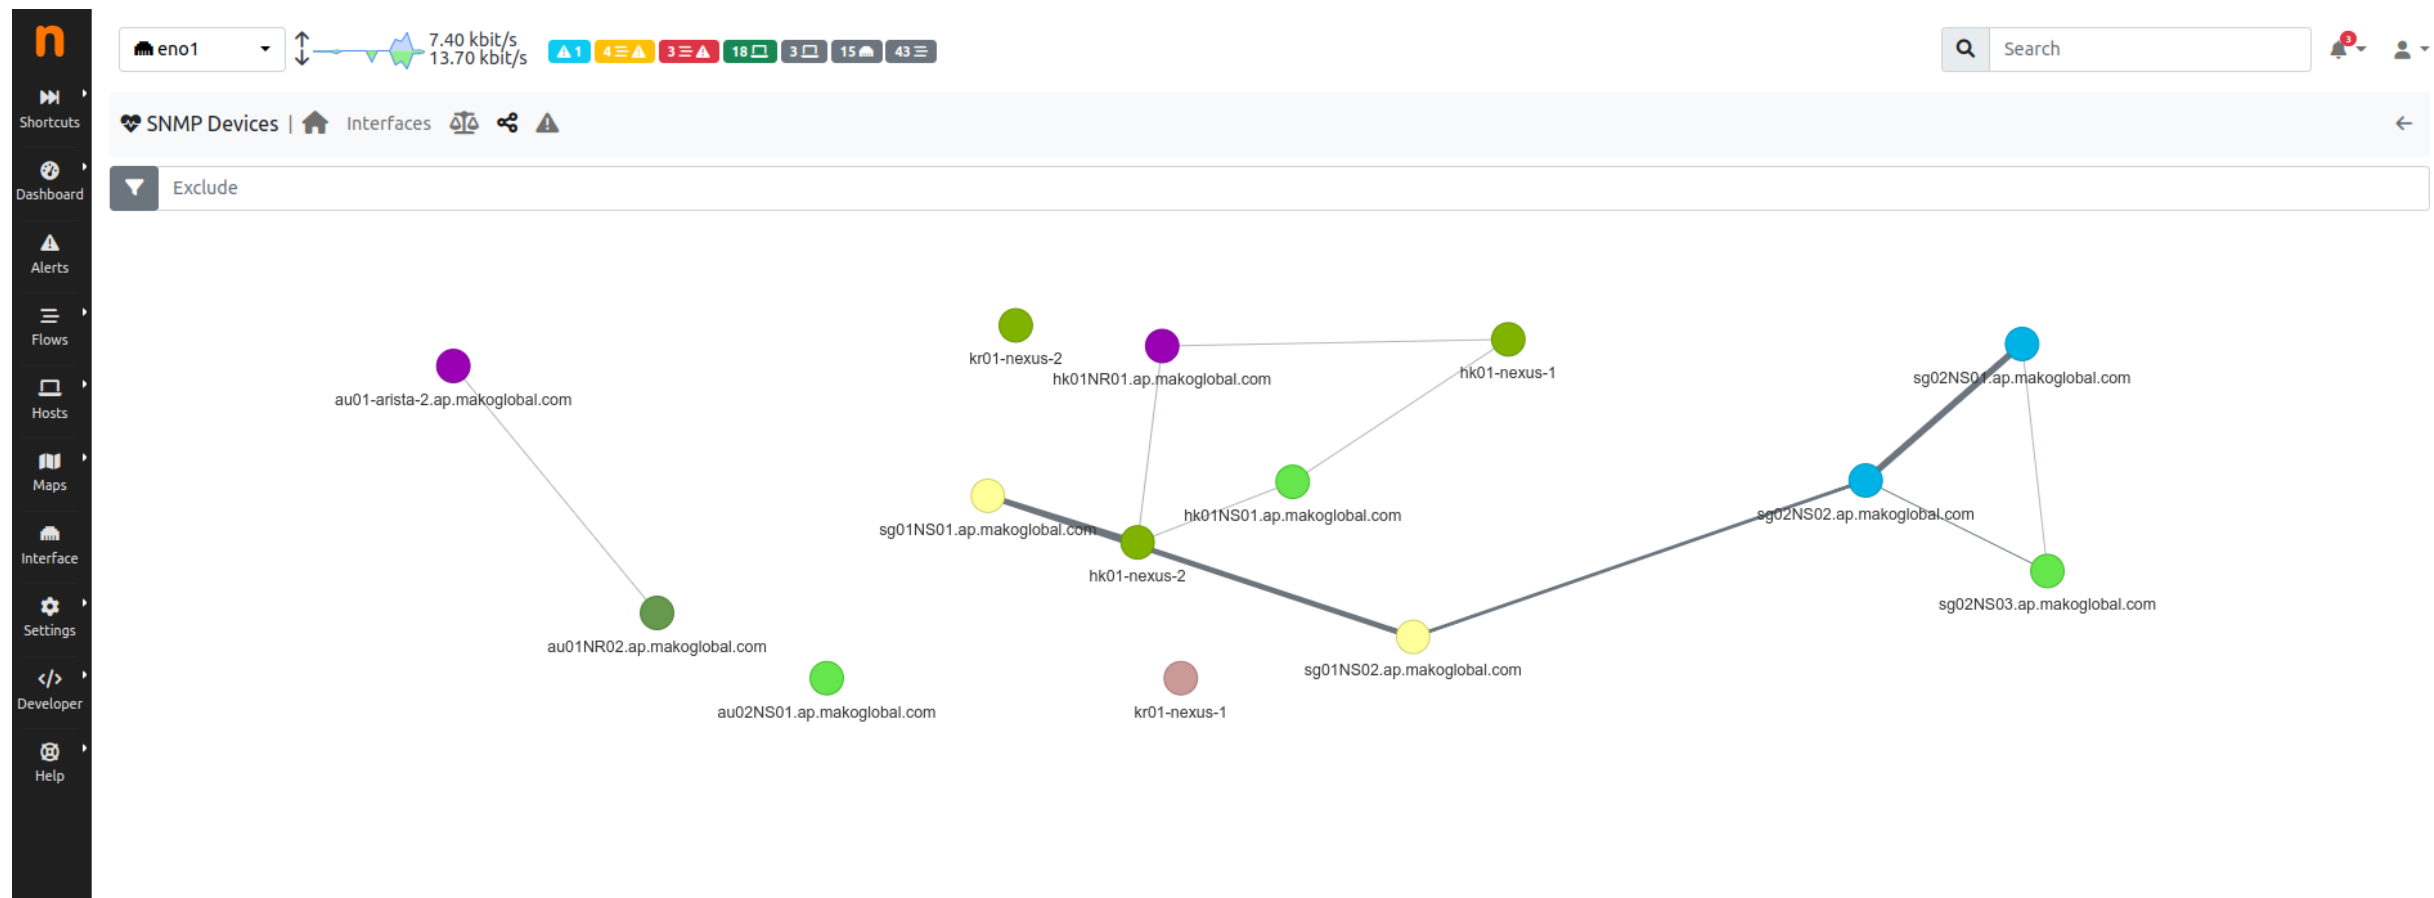 n
eno1
7.40 kbit/s
13.70 kbit/s
1
4
3
18
3
15
43
Search
3
Shortcuts
Dashboard
Alerts
Flows
Hosts
Maps
Interface
Settings
</>
Developer
Help
SNMP Devices | Interfaces
Exclude
kr01-nexus-2
hk01NR01.ap.makoglobal.com
hk01-nexus-1
sg02NS01.ap.makoglobal.com
au01-arista-2.ap.makoglobal.com
sg01NS01.ap.makoglobal.com
hk01NS01.ap.makoglobal.com
sg02NS02.ap.makoglobal.com
hk01-nexus-2
sg02NS03.ap.makoglobal.com
au01NR02.ap.makoglobal.com
sg01NS02.ap.makoglobal.com
au02NS01.ap.makoglobal.com
kr01-nexus-1